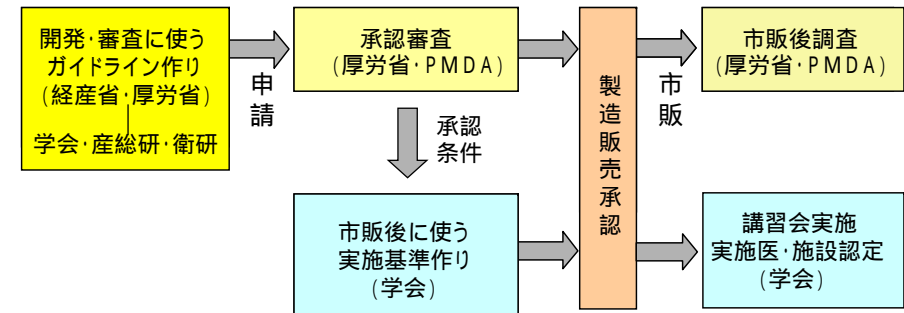 開発・審査に使う
ガイドライン作り
(経産省・厚労省)
学会・産総研・衛研
申請
承認審査
(厚労省・PMDA)
承認
条件
市販後に使う
実施基準作り
(学会)
製造販売承認
市販
市販後調査
(厚労省・PMDA)
講習会実施
実施医・施設認定
(学会)